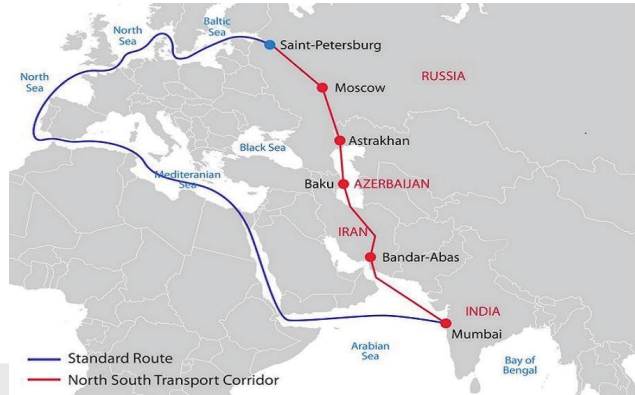 North
Sea
Baltic
Sea
Saint-Petersburg
North
Sea
Moscow
RUSSIA
Astrakhan
Black Sea
Mediteranian
Sea
Baku
AZERBAIJAN
IRAN
Bandar-Abas
INDIA
Mumbai
Arabian
Sea
Bay of
Bengal
Standard Route
North South Transport Corridor